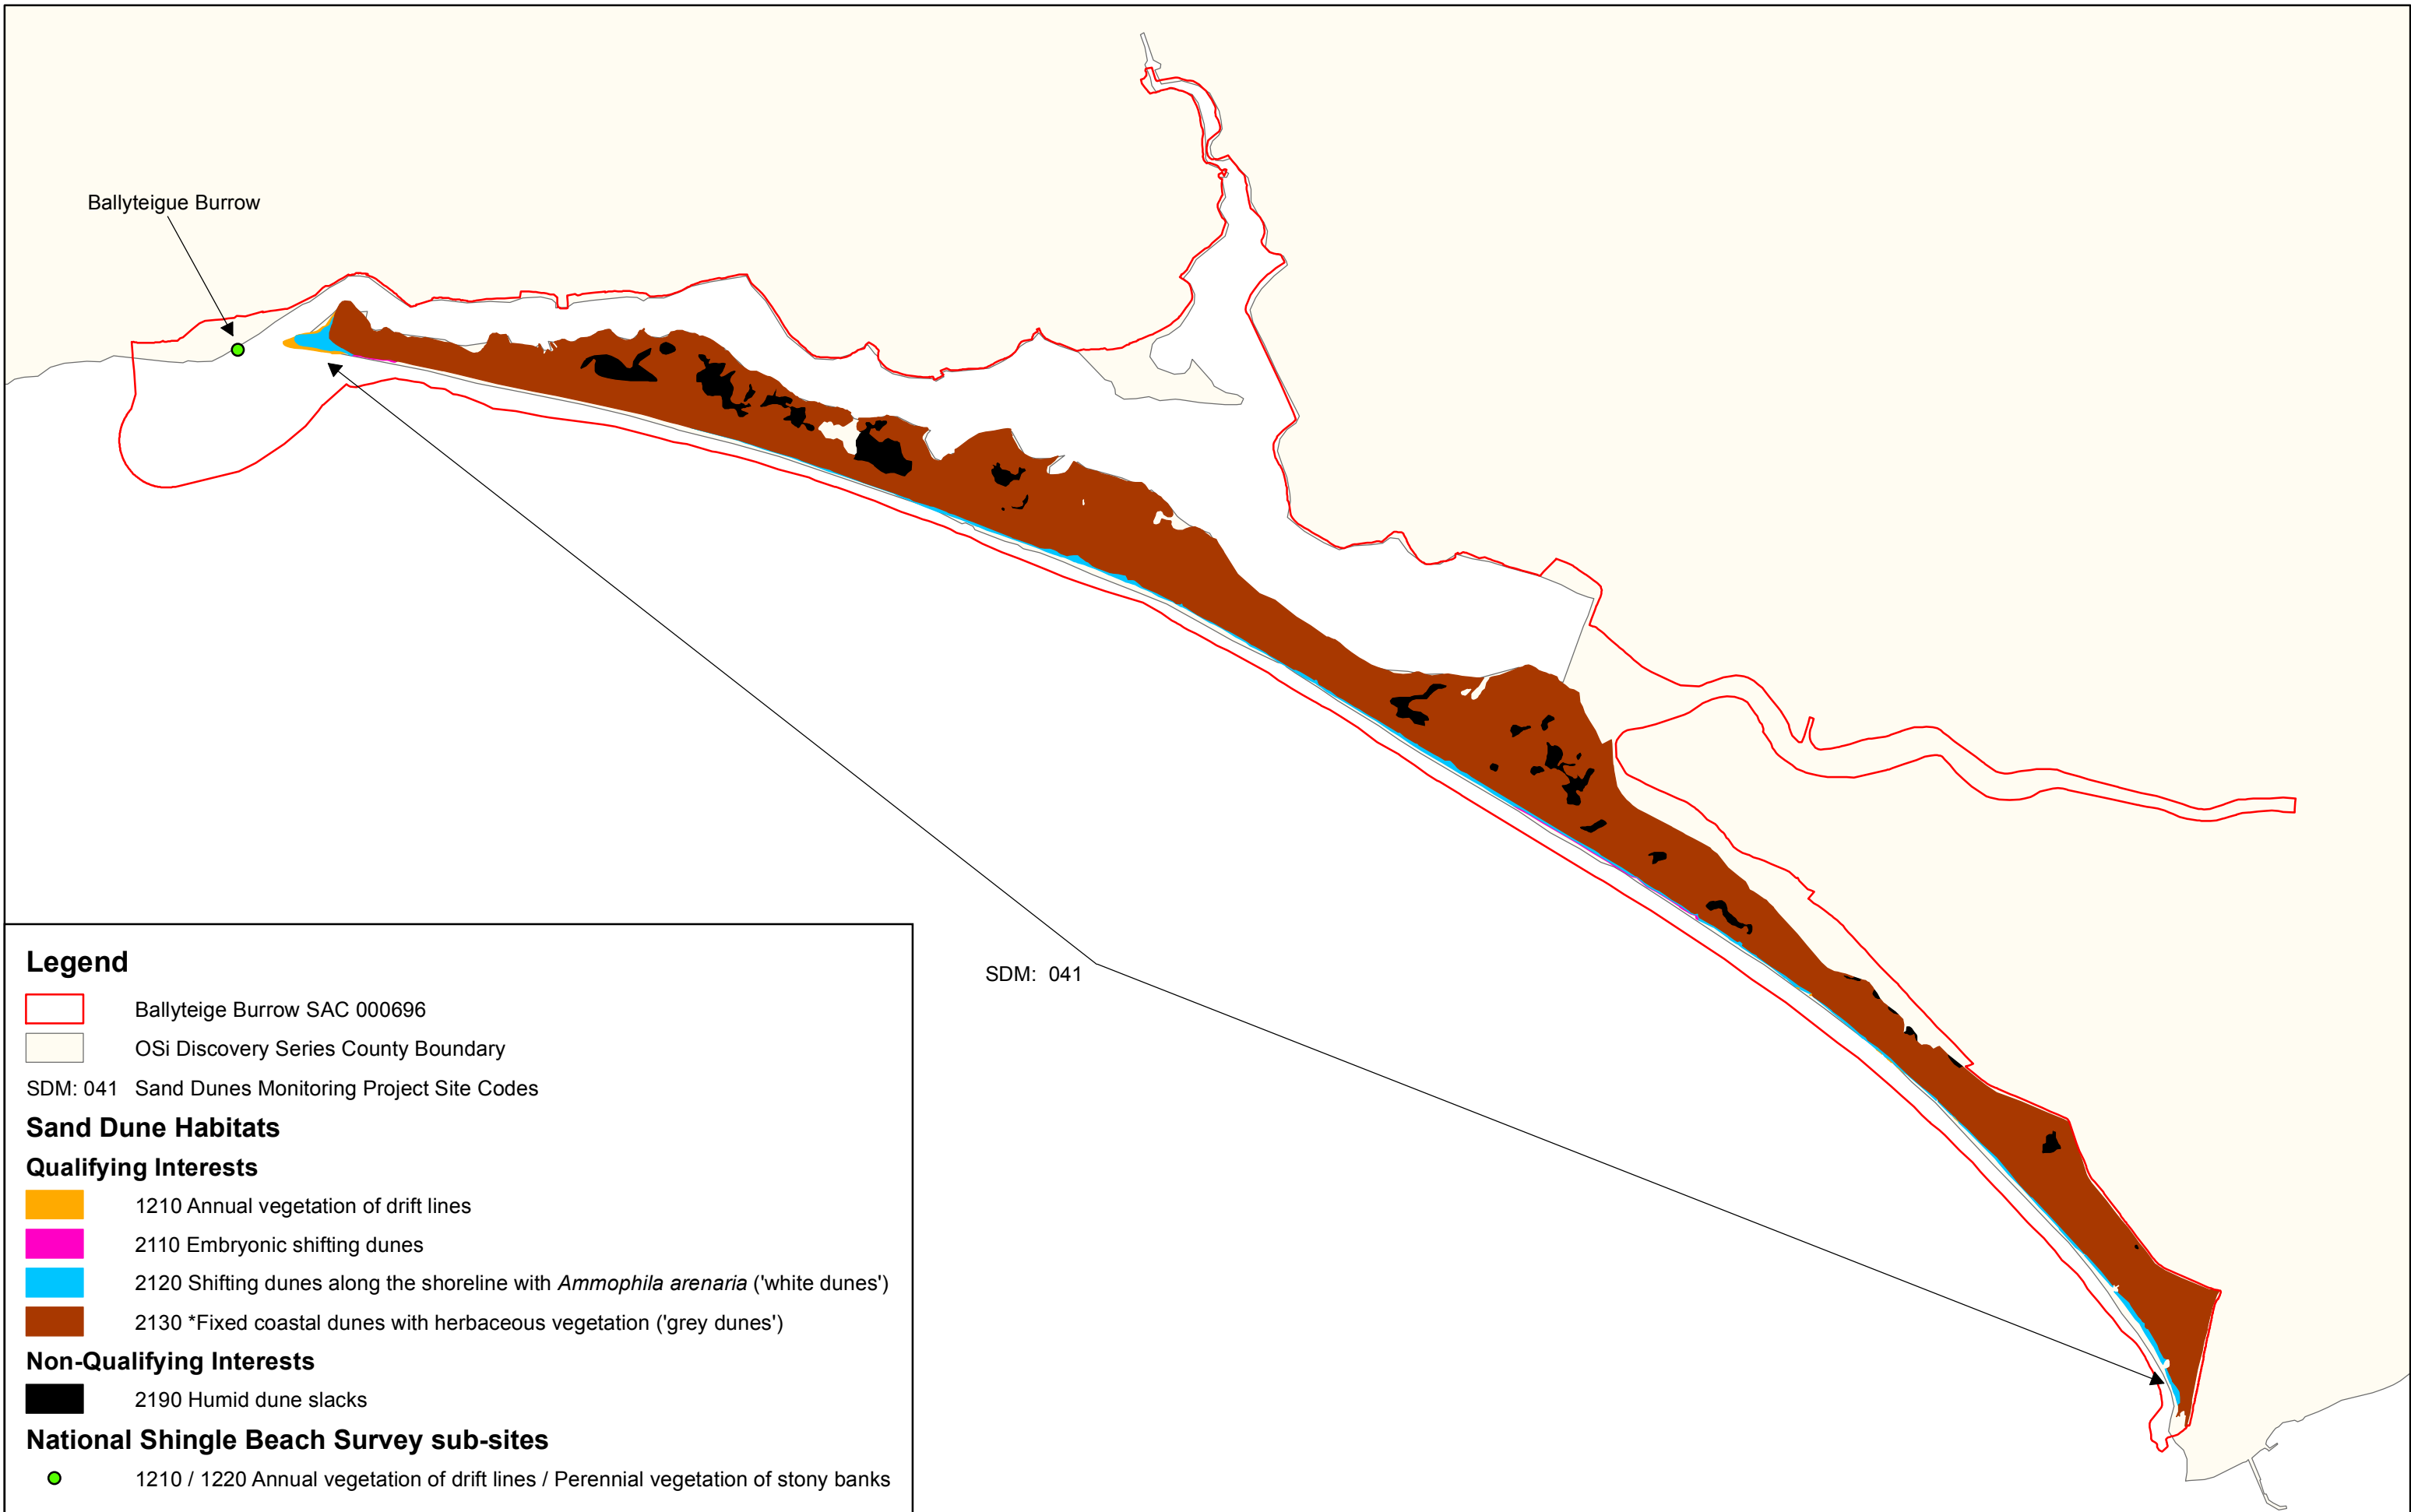 Ballyteigue Burrow
SDM: 041
Legend
Ballyteige Burrow SAC 000696
OSi Discovery Series County Boundary
SDM: 041 Sand Dunes Monitoring Project Site Codes
Sand Dune Habitats
Qualifying Interests
1210 Annual vegetation of drift lines
2110 Embryonic shifting dunes
2120 Shifting dunes along the shoreline with Ammophila arenaria ('white dunes')
2130 *Fixed coastal dunes with herbaceous vegetation ('grey dunes')
Non-Qualifying Interests
2190 Humid dune slacks
National Shingle Beach Survey sub-sites
1210 / 1220 Annual vegetation of drift lines / Perennial vegetation of stony banks